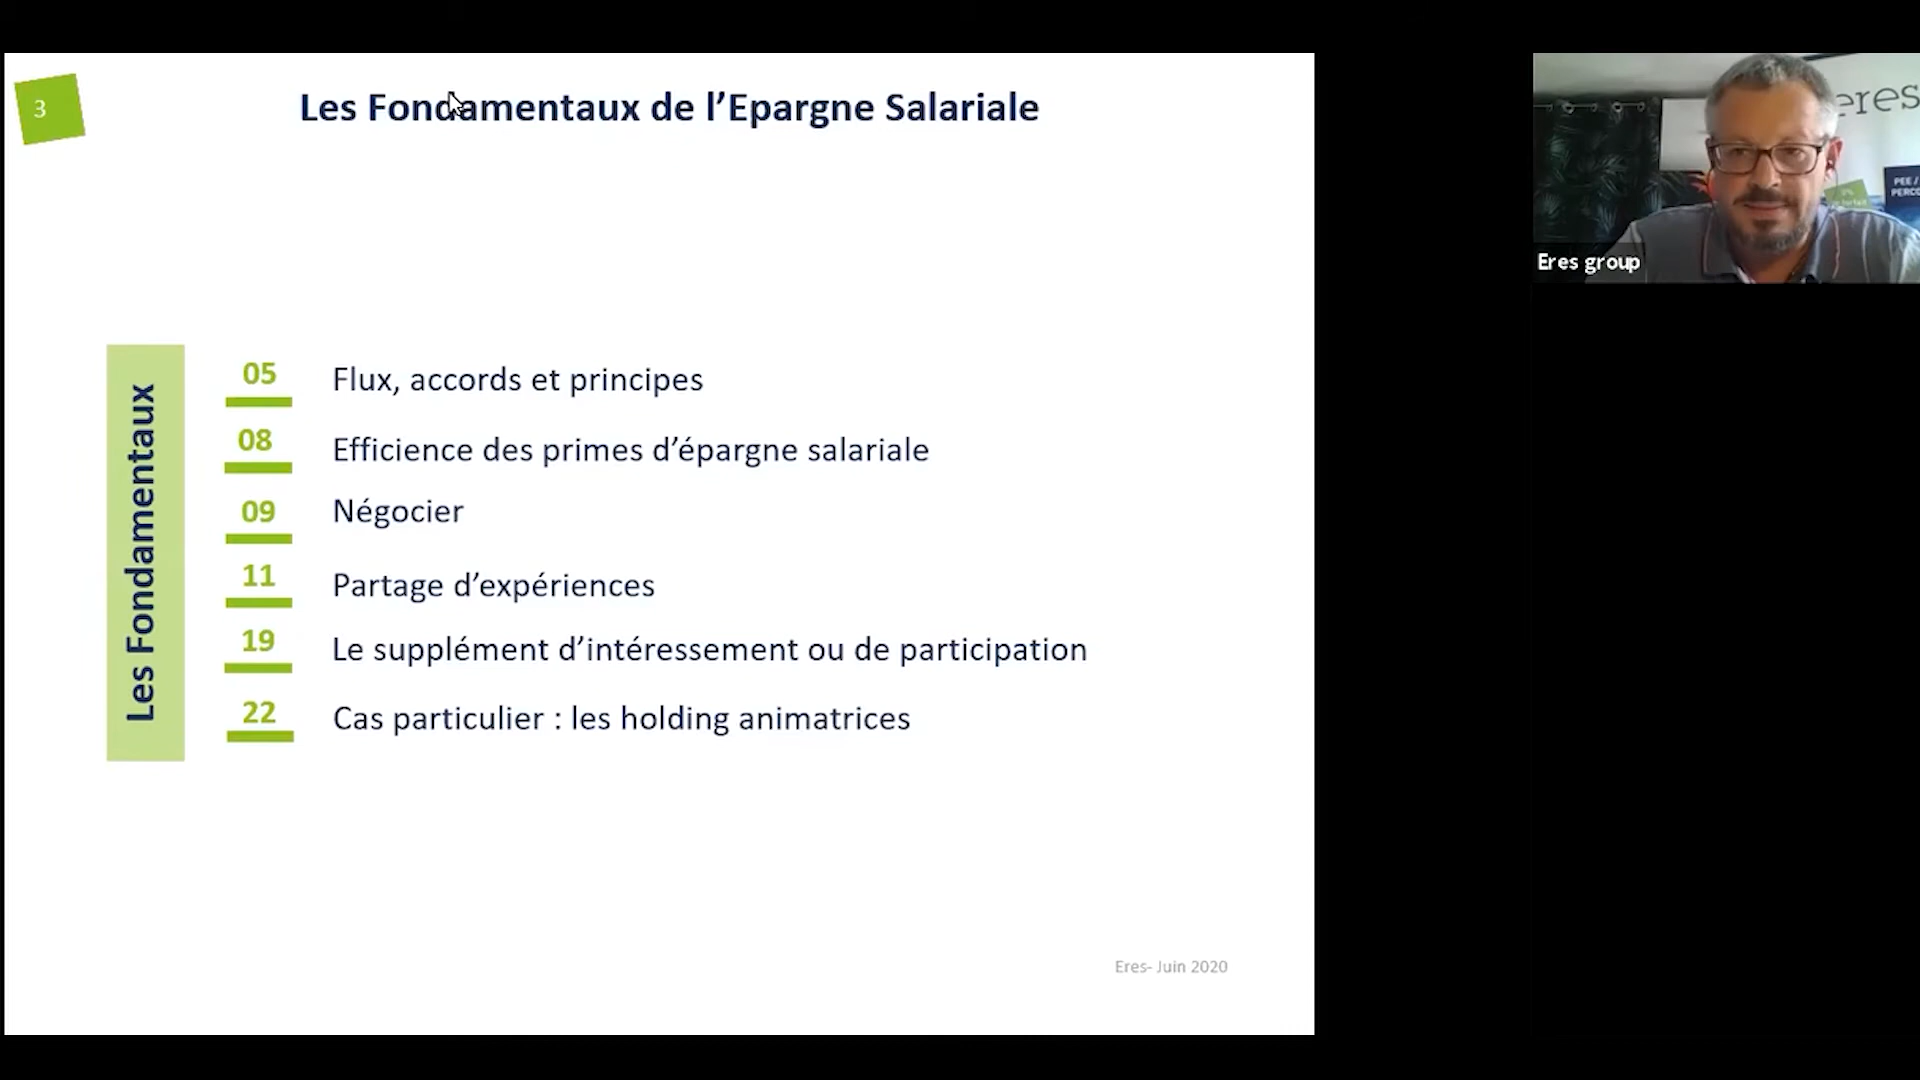 3
Les Fondamentaux de l’Epargne Salariale
Les Fondamentaux
05
Flux, accords et principes
08
Efficience des primes d’épargne salariale
09
Négocier
11
Partage d’expériences
19
Le supplément d’intéressement ou de participation
22
Cas particulier : les holding animatrices
Eres- Juin 2020
eres
PEE /
Eres group